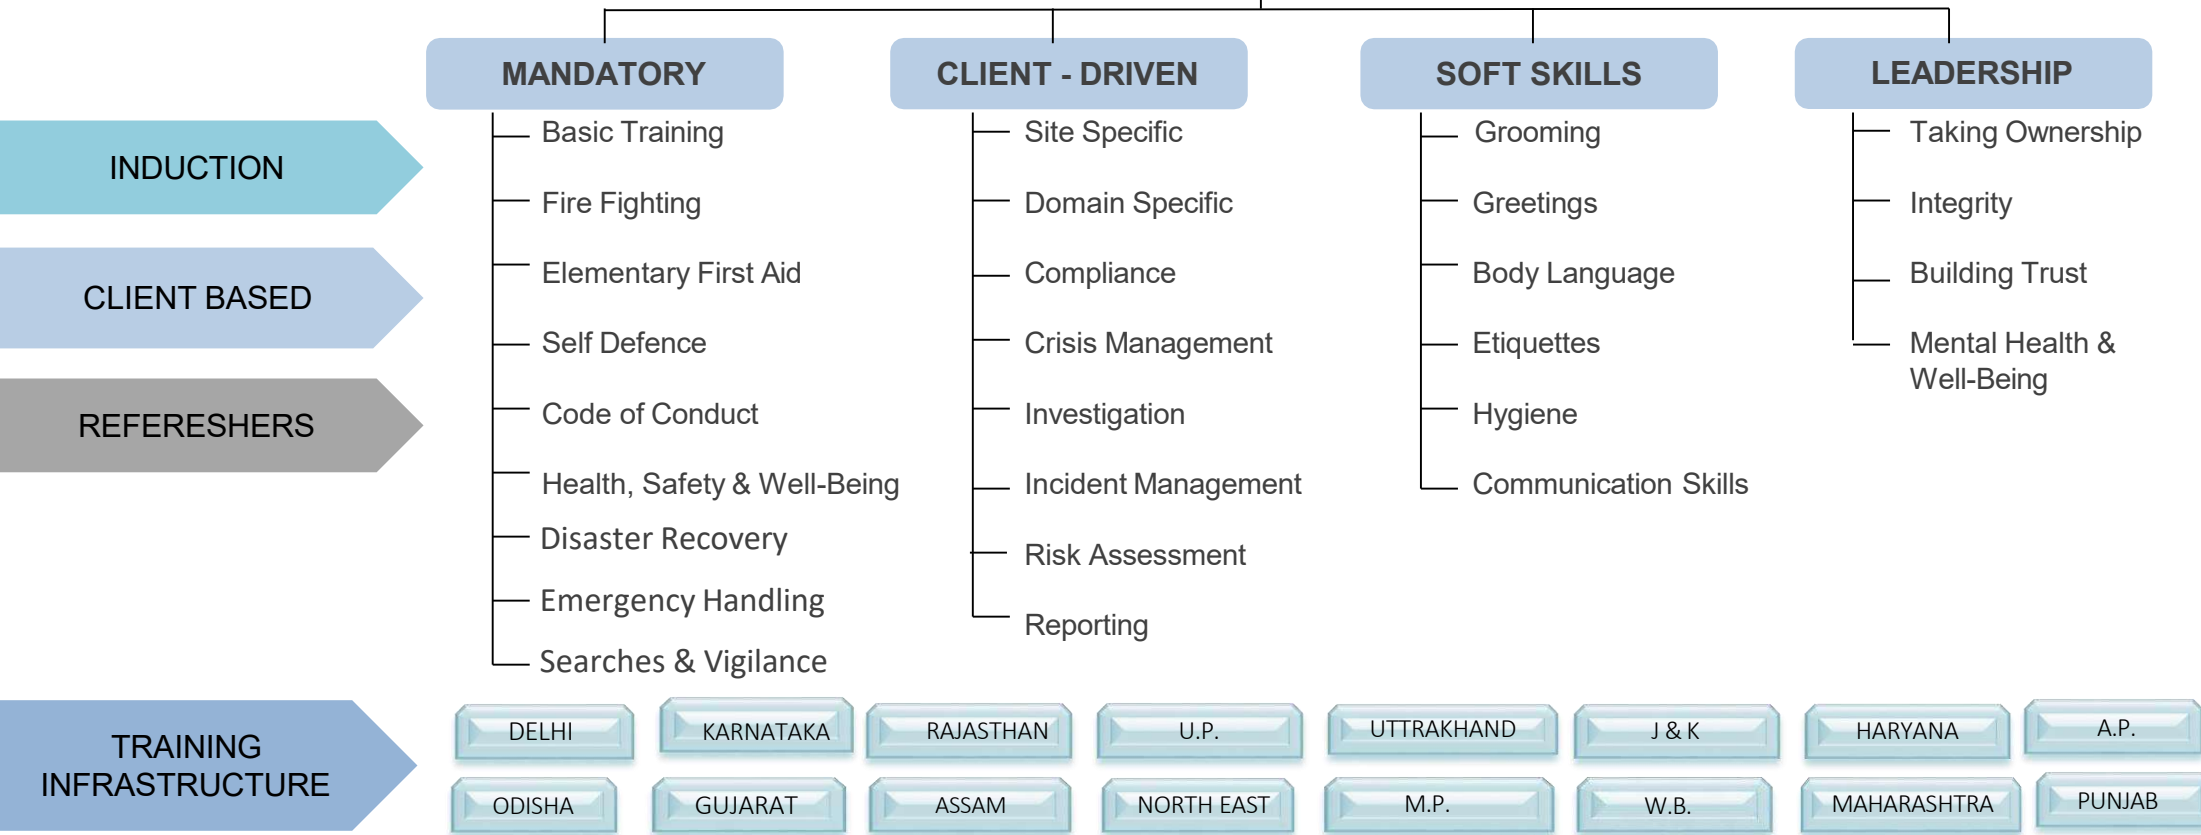 MANDATORY
CLIENT - DRIVEN
SOFT SKILLS
LEADERSHIP
INDUCTION
CLIENT BASED
REFERESHERS
Basic Training
Fire Fighting
Elementary First Aid
Self Defence
Code of Conduct
Health, Safety & Well-Being
Disaster Recovery
Emergency Handling
Searches & Vigilance
Site Specific
Domain Specific
Compliance
Crisis Management
Investigation
Incident Management
Risk Assessment
Reporting
Grooming
Greetings
Body Language
Etiquettes
Hygiene
Communication Skills
Taking Ownership
Integrity
Building Trust
Mental Health &
Well-Being
TRAINING
INFRASTRUCTURE
DELHI
KARNATAKA
RAJASTHAN
U.P.
UTTRAKHAND
J & K
HARYANA
A.P.
ODISHA
GUJARAT
ASSAM
NORTH EAST
M.P.
W.B.
MAHARASHTRA
PUNJAB